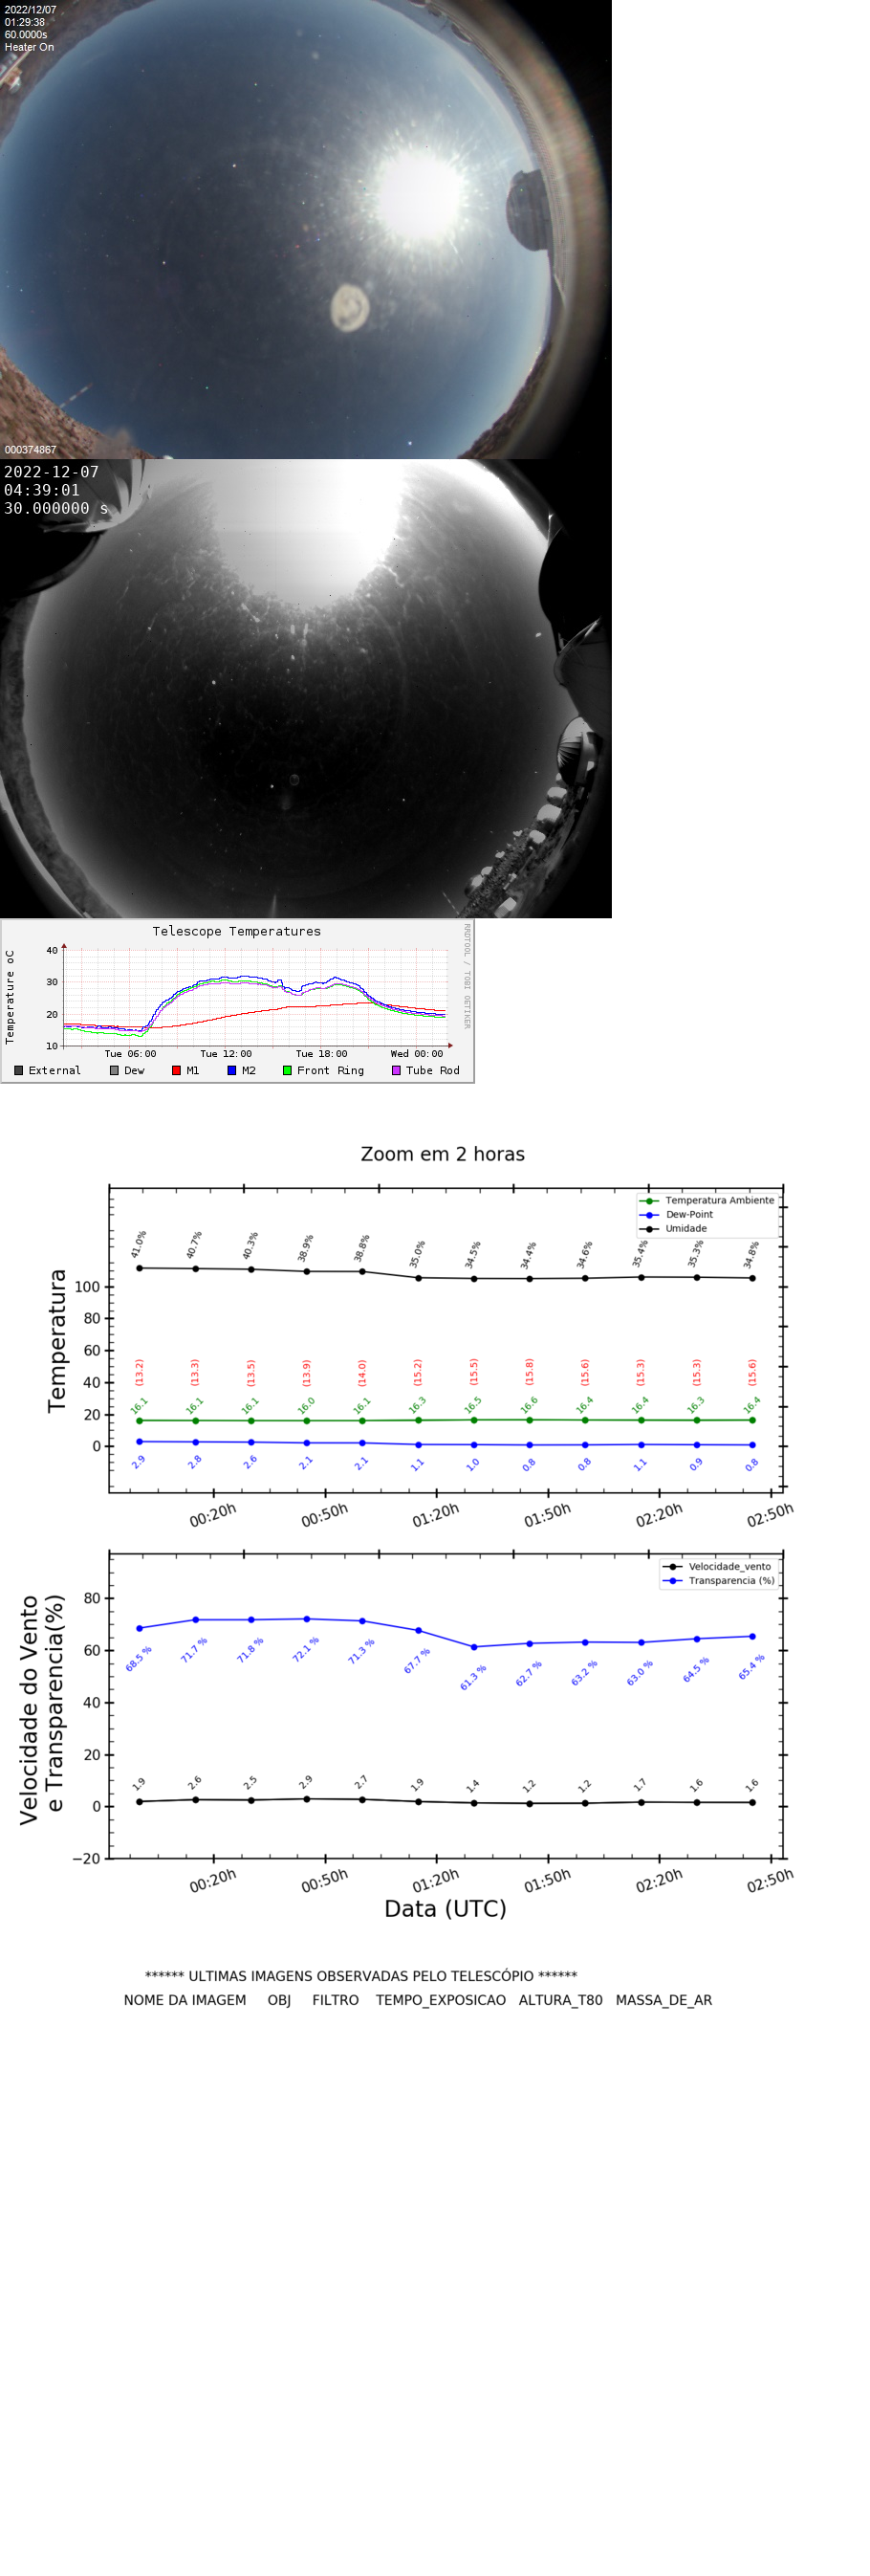 2022/12/07
01:29:38
60.0000s
Heater On
000374867
2022-12-07
04:39:01
30.000000 s
Telescope Temperatures
RRDTOOL / TOBI OETIKER
Temperature oC
40
30
20
10
Tue 06:00 Tue 12:00 Tue 18:00 Wed 00:00
External Dew M1 M2 Front Ring Tube Rod
Zoom em 2 horas
Temperatura Ambiente
Dew-Point
Umidade
Temperatura
41.0% 40.7% 40.3% 38.9% 38.8% 35.0% 34.5% 34.4% 34.6% 35.4% 35.3% 34.8%
100
80
60
40
20
0
(13.2) (13.3) (13.5) (13.9) (14.0) (15.2) (15.5) (15.8) (15.6) (15.3) (15.3) (15.6)
16.1 16.1 16.1 16.0 16.1 16.3 16.5 16.6 16.4 16.4 16.3 16.4
2.9 2.8 2.6 2.1 2.1 1.1 1.0 0.8 0.8 1.1 0.9 0.8
00:20h 00:50h 01:20h 01:50h 02:20h 02:50h
Velocidade_vento
Transparencia (%)
Velocidade do Vento
e Transparencia(%)
80
60
40
20
0
−20
68.5 % 71.7 % 71.8 % 72.1 % 71.3 % 67.7 % 61.3 % 62.7 % 63.2 % 63.0 % 64.5 % 65.4 %
1.9 2.6 2.5 2.9 2.7 1.9 1.4 1.2 1.2 1.7 1.6 1.6
00:20h 00:50h 01:20h 01:50h 02:20h 02:50h
Data (UTC)
****** ULTIMAS IMAGENS OBSERVADAS PELO TELESCÓPIO ******
NOME DA IMAGEM OBJ FILTRO TEMPO_EXPOSICAO ALTURA_T80 MASSA_DE_AR